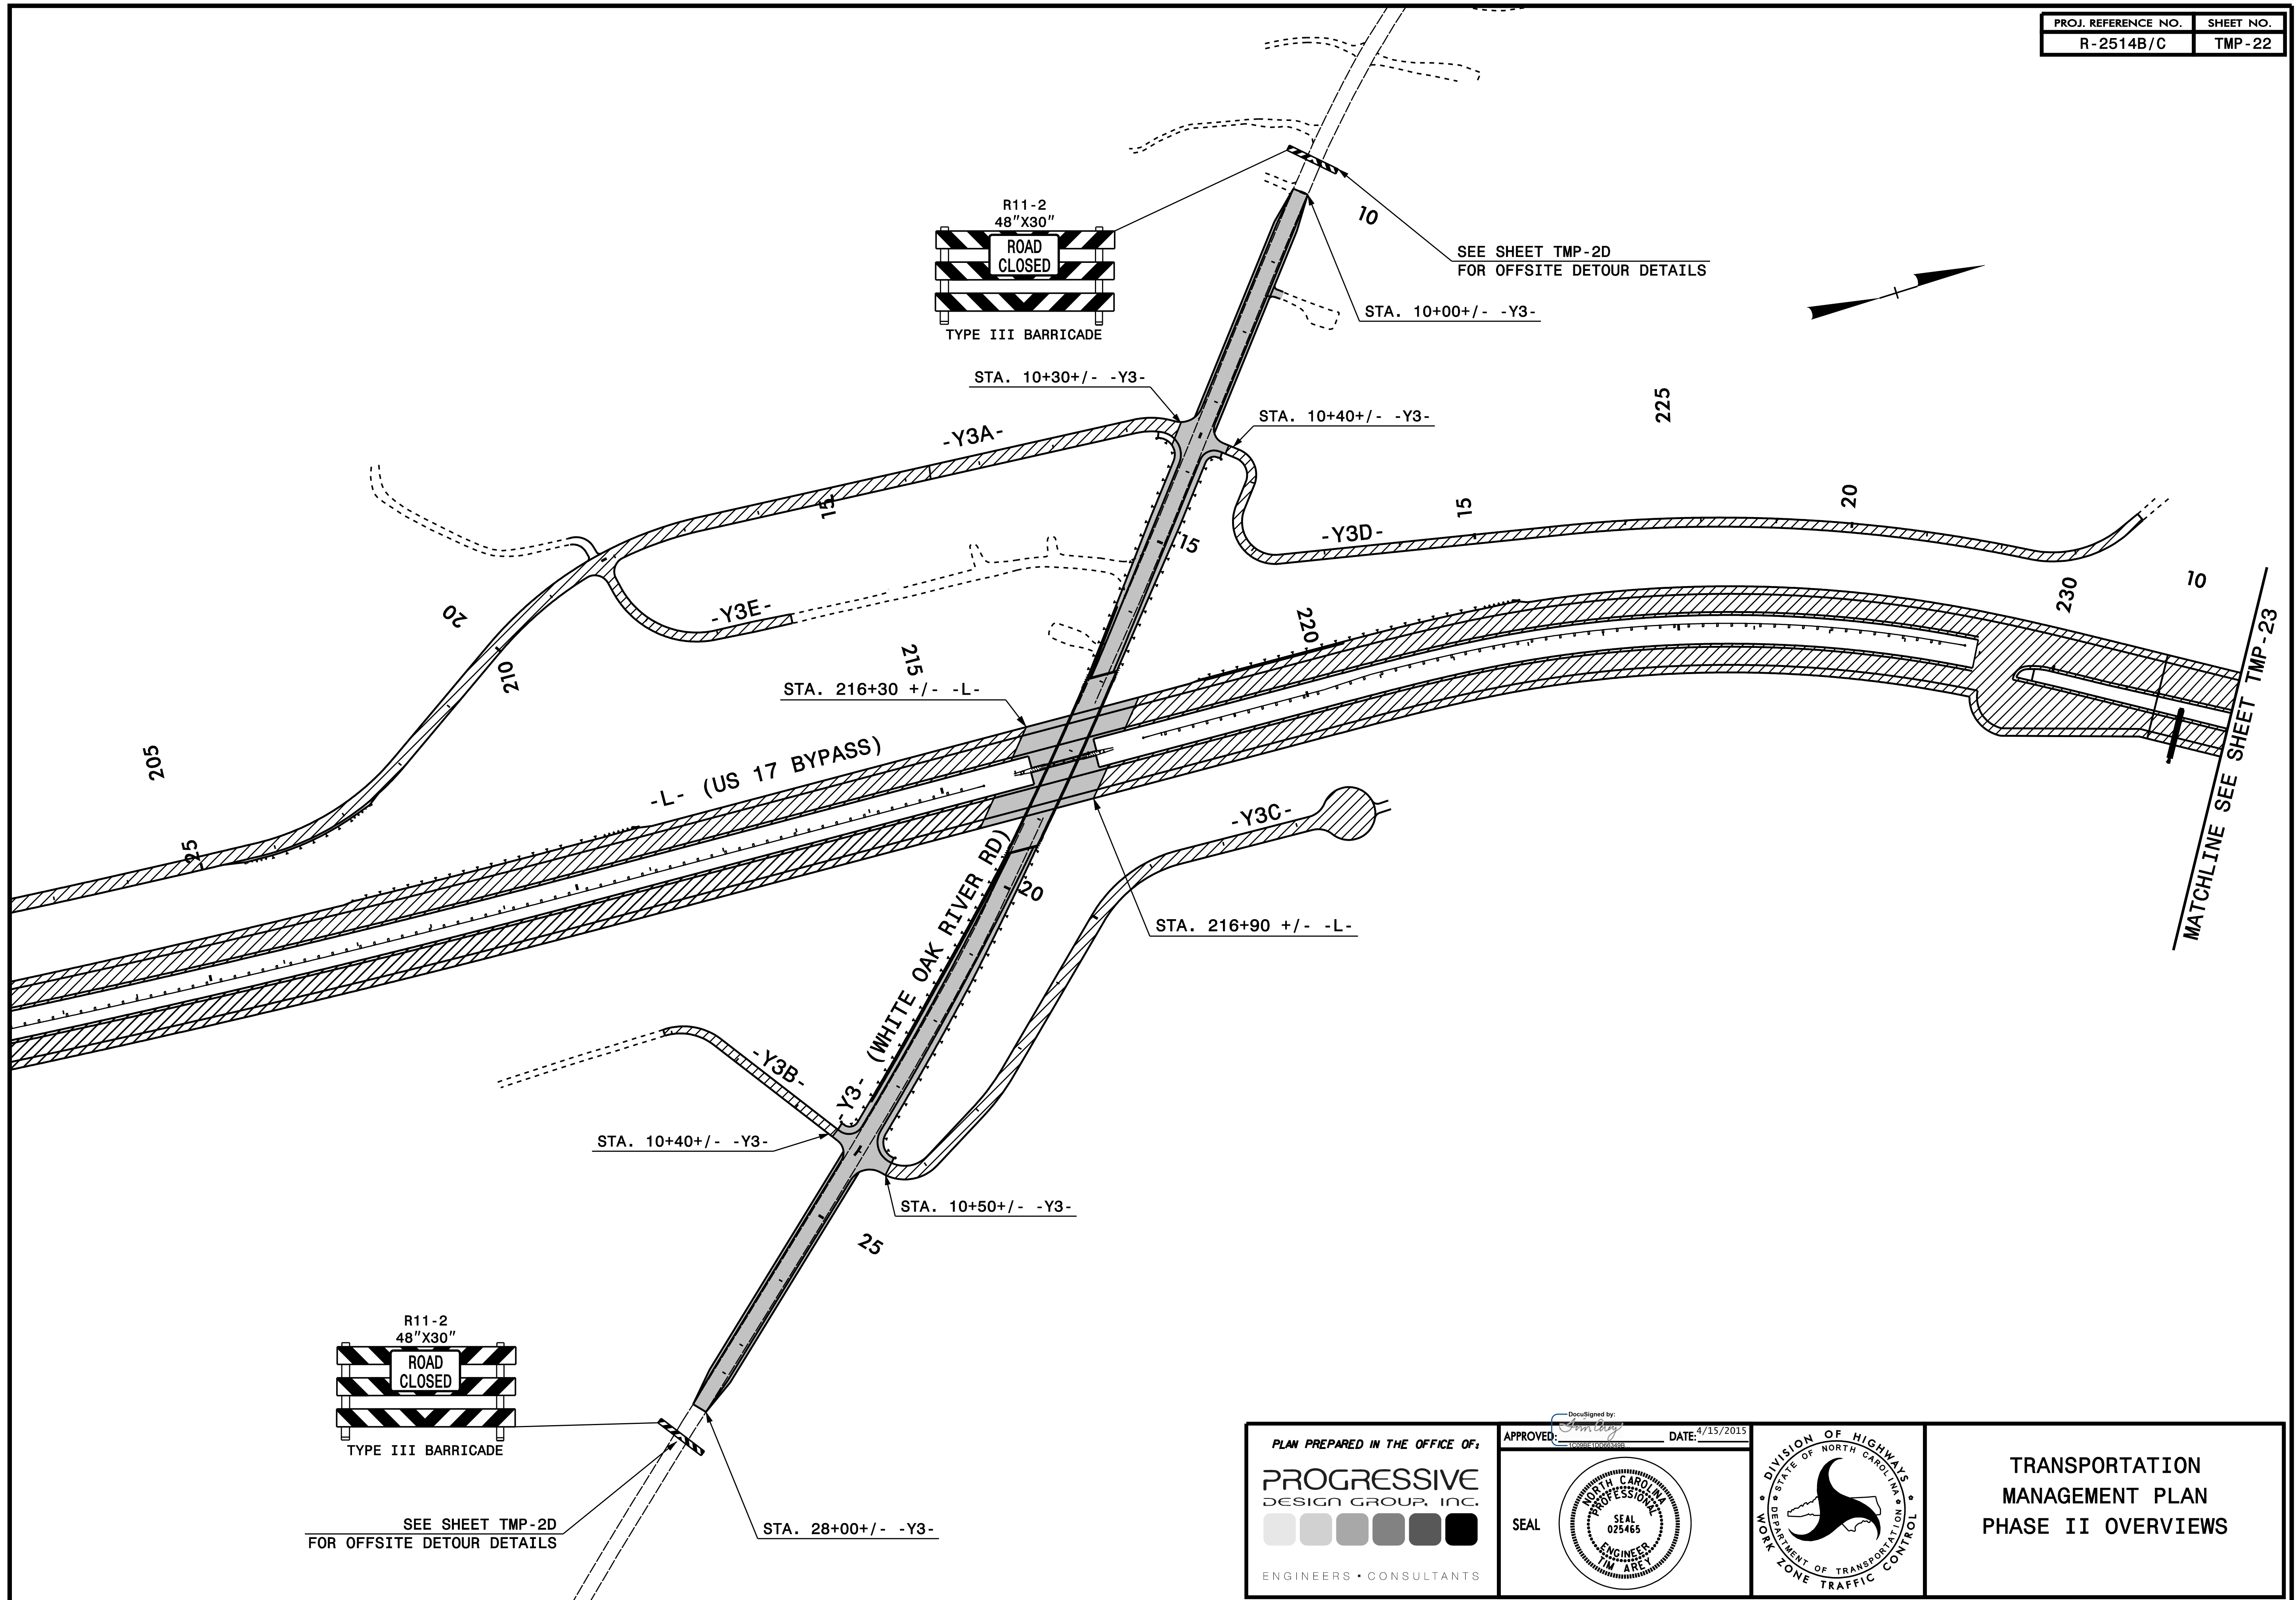 PROJ. REFERENCE NO. SHEET NO.
R-2514B/C TMP-22
R11-2
48"X30"
ROAD
CLOSED
TYPE III BARRICADE
10
SEE SHEET TMP-2D
FOR OFFSITE DETOUR DETAILS
STA. 10+00+/- -Y3-
STA. 10+30+/- -Y3-
STA. 10+40+/- -Y3-
225
-Y3A-
15
-Y3D-
15
20
15
-Y3E-
20
210
215
220
230
10
MATCHLINE SEE SHEET TMP-23
STA. 216+30 +/- -L-
205
25
-L- (US 17 BYPASS)
-Y3C-
20
STA. 216+90 +/- -L-
-Y3- (WHITE OAK RIVER RD)
-Y3B-
STA. 10+40+/- -Y3-
STA. 10+50+/- -Y3-
25
R11-2
48"X30"
ROAD
CLOSED
TYPE III BARRICADE
SEE SHEET TMP-2D
FOR OFFSITE DETOUR DETAILS
STA. 28+00+/- -Y3-
PLAN PREPARED IN THE OFFICE OF:
PROGRESSIVE
DESIGN GROUP, INC.
ENGINEERS • CONSULTANTS
DocuSigned by:
APPROVED: DATE: 4/15/2015
1C09BE1DD66349B...
SEAL
NORTH CAROLINA
PROFESSIONAL
SEAL
025465
ENGINEER
TIM AREY
DIVISION OF HIGHWAYS
STATE OF NORTH CAROLINA
DEPARTMENT OF TRANSPORTATION
WORK ZONE TRAFFIC CONTROL
TRANSPORTATION
MANAGEMENT PLAN
PHASE II OVERVIEWS